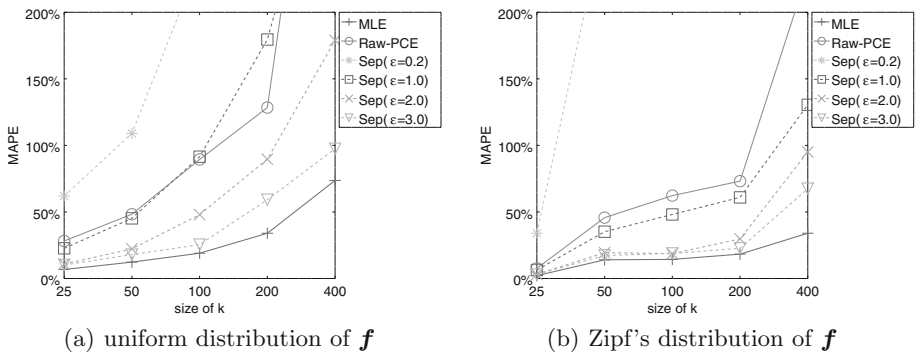 200%
150%
100%
50%
0%
MAPE
25 50 100 200 400
size of k
MLE
Raw-PCE
Sep( ε=0.2)
Sep( ε=1.0)
Sep( ε=2.0)
Sep( ε=3.0)
(a) uniform distribution of f
200%
150%
100%
50%
0%
MAPE
25 50 100 200 400
size of k
MLE
Raw-PCE
Sep( ε=0.2)
Sep( ε=1.0)
Sep( ε=2.0)
Sep( ε=3.0)
(b) Zipf's distribution of f